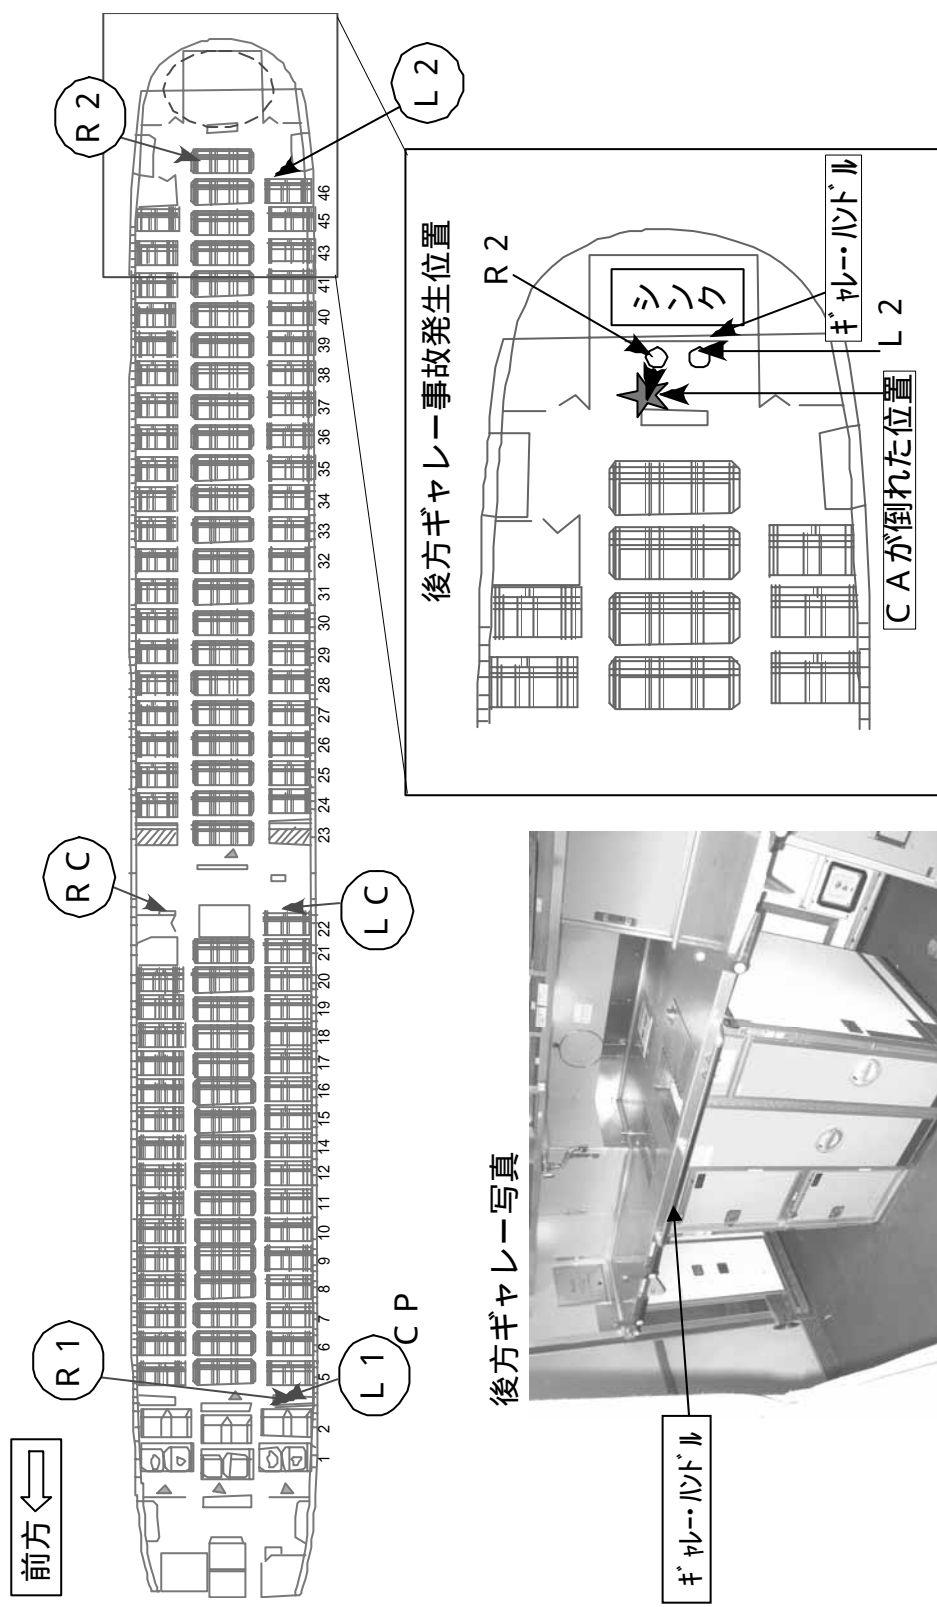 前方
R 1
L 1
C P
R C
L C
R 2
L 2
1 2 5 6 7 8 9 10 11 12 14 15 16 17 18 19 20 21 22 23 24 25 26 27 28 29 30 31 32 33 34 35 36 37 38 39 40 41 43 45 46
後方ギャレー写真
ギャレー・ハンドル
後方ギャレー事故発生位置
R 2
シンク
ギャレー・ハンドル
L 2
C Aが倒れた位置